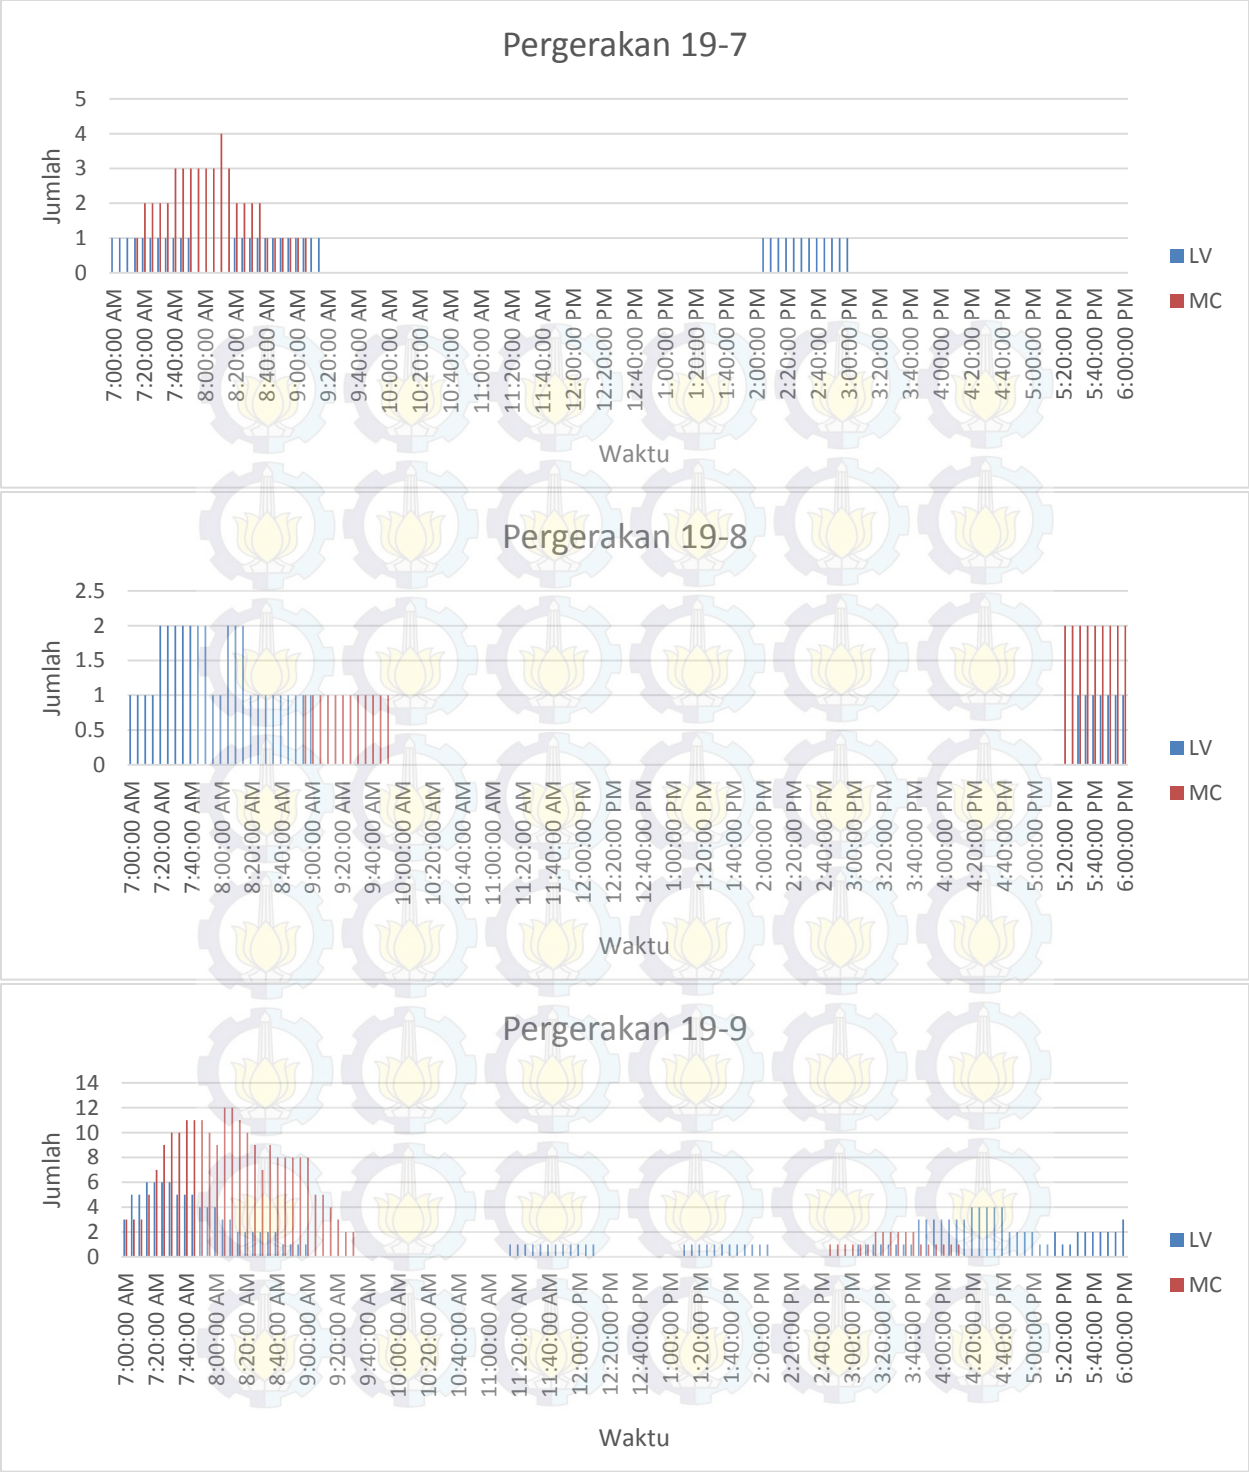 Pergerakan 19-7
5
4
3
2
1
0
Jumlah
7:00:00 AM
7:20:00 AM
7:40:00 AM
8:00:00 AM
8:20:00 AM
8:40:00 AM
9:00:00 AM
9:20:00 AM
9:40:00 AM
10:00:00 AM
10:20:00 AM
10:40:00 AM
11:00:00 AM
11:20:00 AM
11:40:00 AM
12:00:00 PM
12:20:00 PM
12:40:00 PM
1:00:00 PM
1:20:00 PM
1:40:00 PM
2:00:00 PM
2:20:00 PM
2:40:00 PM
3:00:00 PM
3:20:00 PM
3:40:00 PM
4:00:00 PM
4:20:00 PM
4:40:00 PM
5:00:00 PM
5:20:00 PM
5:40:00 PM
6:00:00 PM
Waktu
LV
MC
Pergerakan 19-8
2.5
2
1.5
1
0.5
0
Jumlah
7:00:00 AM
7:20:00 AM
7:40:00 AM
8:00:00 AM
8:20:00 AM
8:40:00 AM
9:00:00 AM
9:20:00 AM
9:40:00 AM
10:00:00 AM
10:20:00 AM
10:40:00 AM
11:00:00 AM
11:20:00 AM
11:40:00 AM
12:00:00 PM
12:20:00 PM
12:40:00 PM
1:00:00 PM
1:20:00 PM
1:40:00 PM
2:00:00 PM
2:20:00 PM
2:40:00 PM
3:00:00 PM
3:20:00 PM
3:40:00 PM
4:00:00 PM
4:20:00 PM
4:40:00 PM
5:00:00 PM
5:20:00 PM
5:40:00 PM
6:00:00 PM
Waktu
LV
MC
Pergerakan 19-9
14
12
10
8
6
4
2
0
Jumlah
7:00:00 AM
7:20:00 AM
7:40:00 AM
8:00:00 AM
8:20:00 AM
8:40:00 AM
9:00:00 AM
9:20:00 AM
9:40:00 AM
10:00:00 AM
10:20:00 AM
10:40:00 AM
11:00:00 AM
11:20:00 AM
11:40:00 AM
12:00:00 PM
12:20:00 PM
12:40:00 PM
1:00:00 PM
1:20:00 PM
1:40:00 PM
2:00:00 PM
2:20:00 PM
2:40:00 PM
3:00:00 PM
3:20:00 PM
3:40:00 PM
4:00:00 PM
4:20:00 PM
4:40:00 PM
5:00:00 PM
5:20:00 PM
5:40:00 PM
6:00:00 PM
Waktu
LV
MC